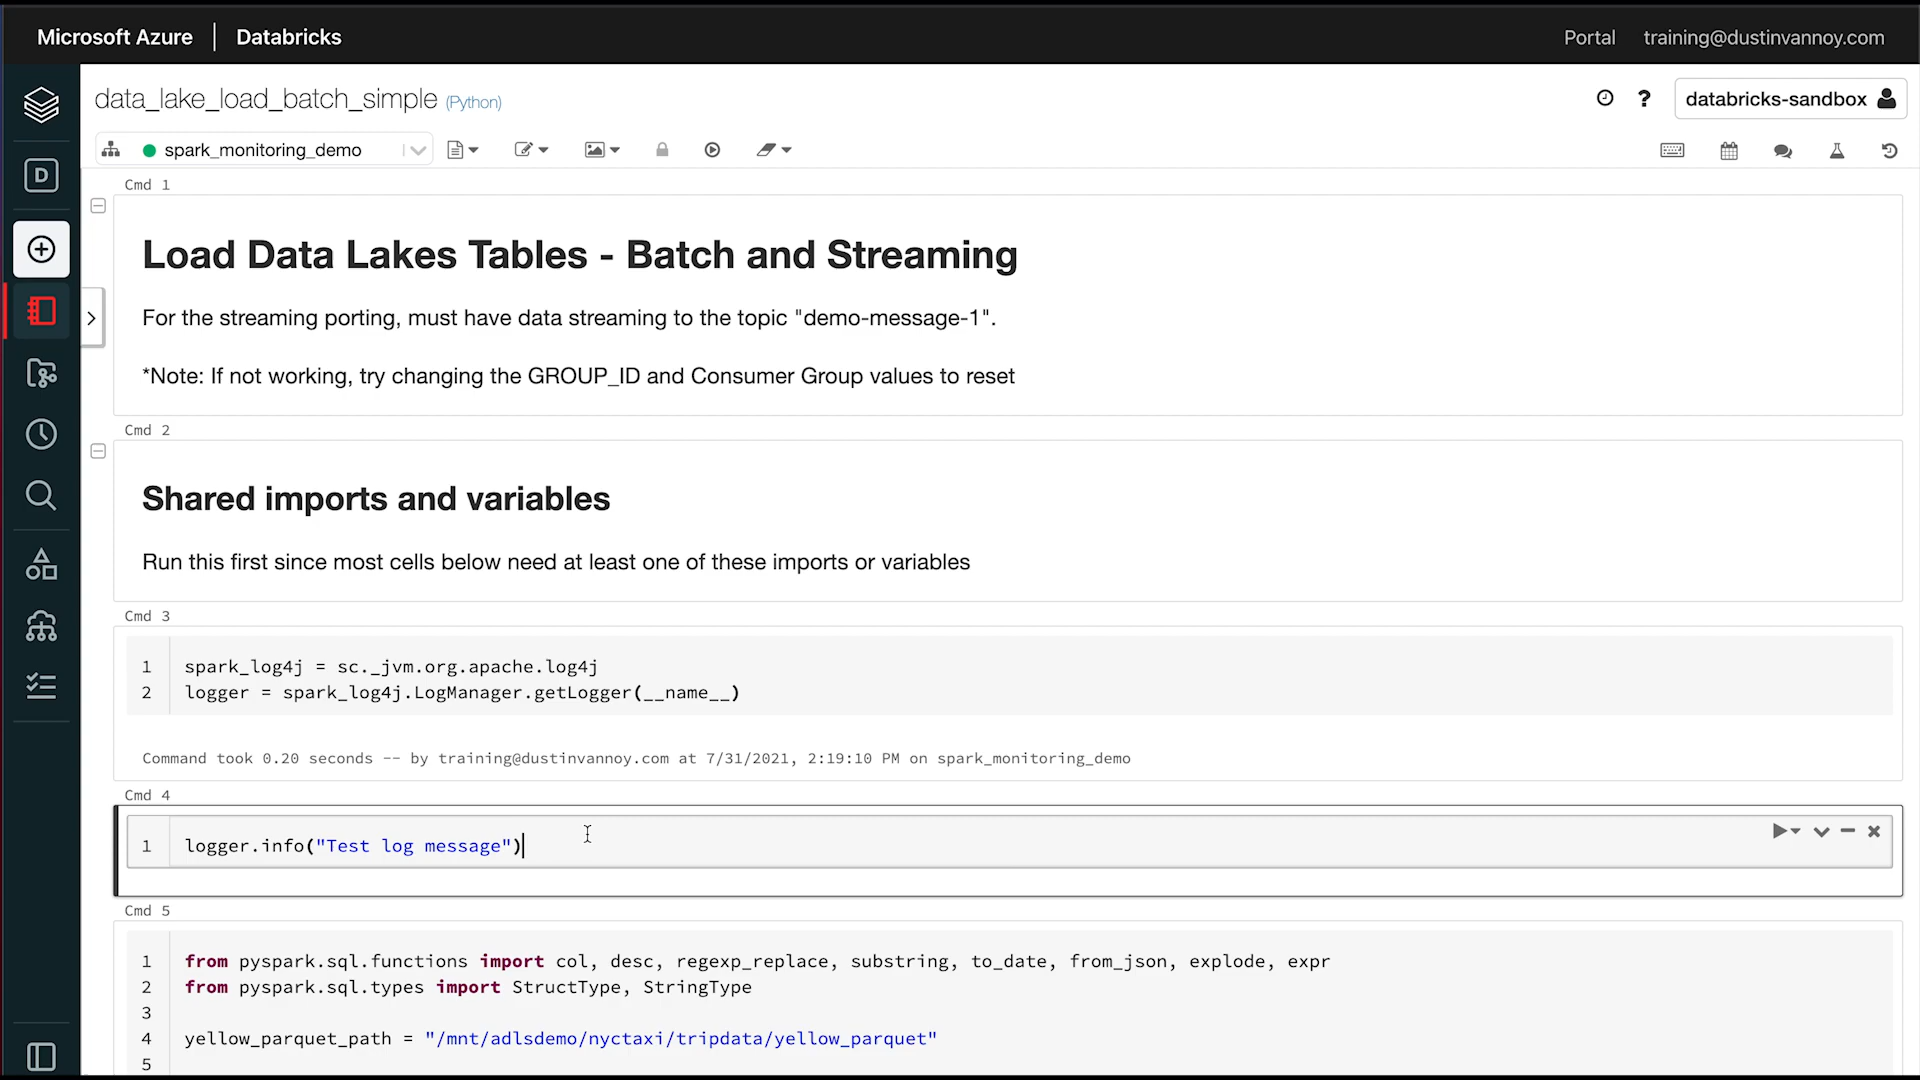 Microsoft Azure | Databricks
Portal training@dustinvannoy.com
data_lake_load_batch_simple (Python)
? databricks-sandbox
spark_monitoring_demo
D
Cmd 1
Load Data Lakes Tables - Batch and Streaming
For the streaming porting, must have data streaming to the topic "demo-message-1".
*Note: If not working, try changing the GROUP_ID and Consumer Group values to reset
Cmd 2
Shared imports and variables
Run this first since most cells below need at least one of these imports or variables
Cmd 3
1 spark_log4j = sc._jvm.org.apache.log4j
2 logger = spark_log4j.LogManager.getLogger(__name__)
Command took 0.20 seconds -- by training@dustinvannoy.com at 7/31/2021, 2:19:10 PM on spark_monitoring_demo
Cmd 4
1 logger.info("Test log message")
Cmd 5
1 from pyspark.sql.functions import col, desc, regexp_replace, substring, to_date, from_json, explode, expr
2 from pyspark.sql.types import StructType, StringType
3
4 yellow_parquet_path = "/mnt/adlsdemo/nyctaxi/tripdata/yellow_parquet"
5